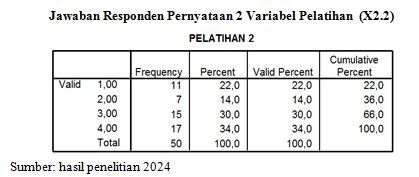 Jawaban Responden Pernyataan 2 Variabel Pelatihan (X2.2)
PELATIHAN 2
Frequency Percent Valid Percent Cumulative Percent
Valid 1,00 11 22,0 22,0 22,0
2,00 7 14,0 14,0 36,0
3,00 15 30,0 30,0 66,0
4,00 17 34,0 34,0 100,0
Total 50 100,0 100,0
Sumber: hasil penelitian 2024